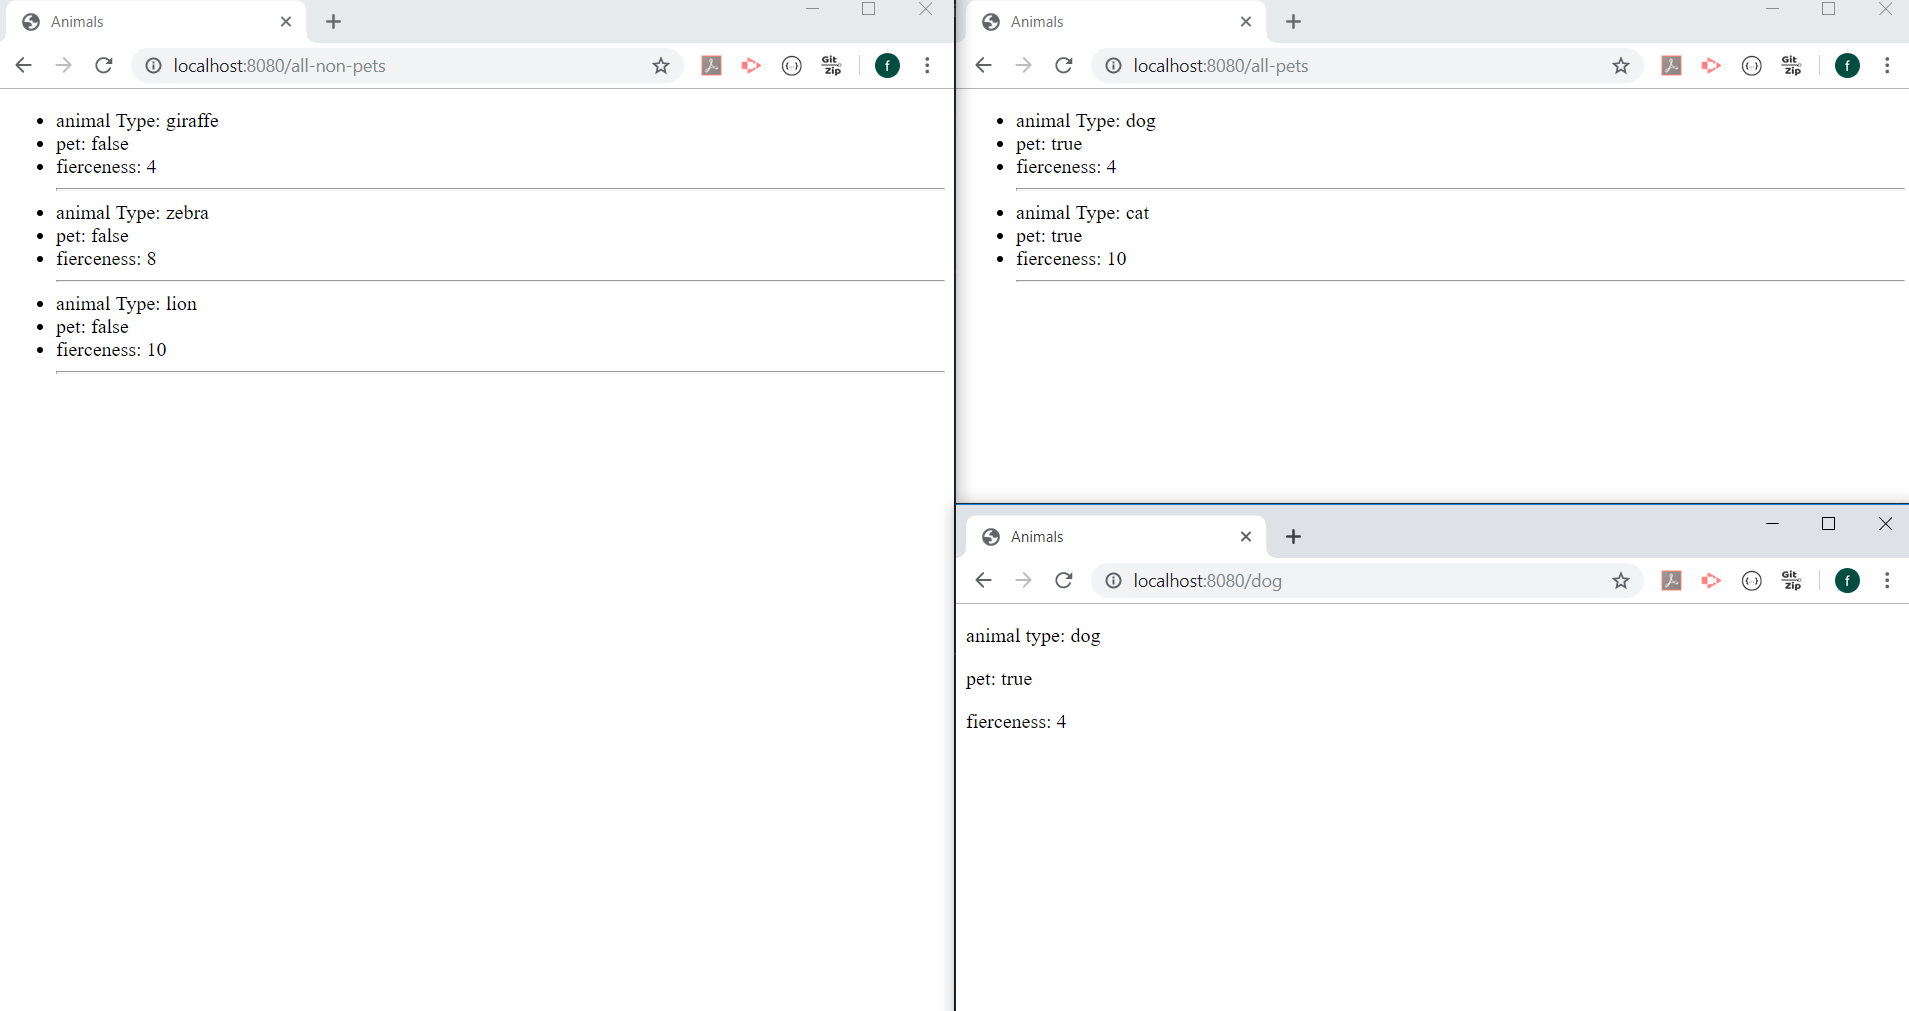 Animals
localhost:8080/all-non-pets
Git Zip
f
animal Type: giraffe
pet: false
fierceness: 4
animal Type: zebra
pet: false
fierceness: 8
animal Type: lion
pet: false
fierceness: 10
Animals
localhost:8080/all-pets
Git Zip
f
animal Type: dog
pet: true
fierceness: 4
animal Type: cat
pet: true
fierceness: 10
Animals
localhost:8080/dog
Git Zip
f
animal type: dog
pet: true
fierceness: 4